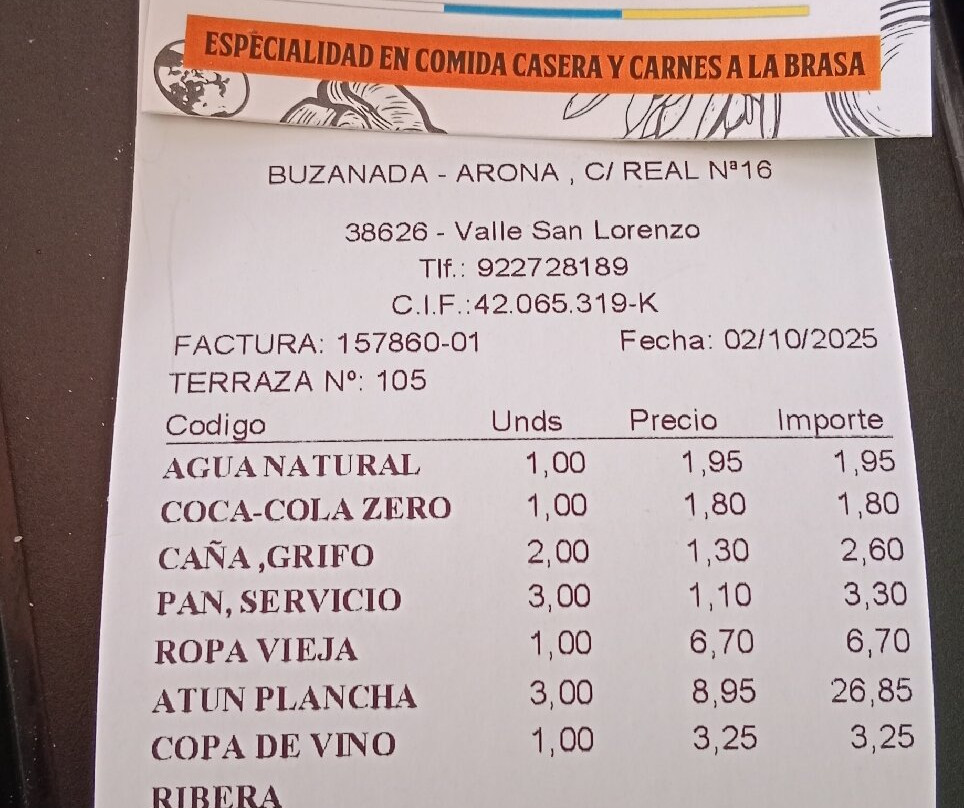 ESPECIALIDAD EN COMIDA CASERA Y CARNES A LA BRASA
BUZANADA - ARONA , C/ REAL Nª16
38626 - Valle San Lorenzo
Tlf.: 922728189
C.I.F.:42.065.319-K
FACTURA: 157860-01 Fecha: 02/10/2025
TERRAZA Nº: 105
Codigo Unds Precio Importe
AGUA NATURAL 1,00 1,95 1,95
COCA-COLA ZERO 1,00 1,80 1,80
CAÑA ,GRIFO 2,00 1,30 2,60
PAN, SERVICIO 3,00 1,10 3,30
ROPA VIEJA 1,00 6,70 6,70
ATUN PLANCHA 3,00 8,95 26,85
COPA DE VINO 1,00 3,25 3,25
RIBERA